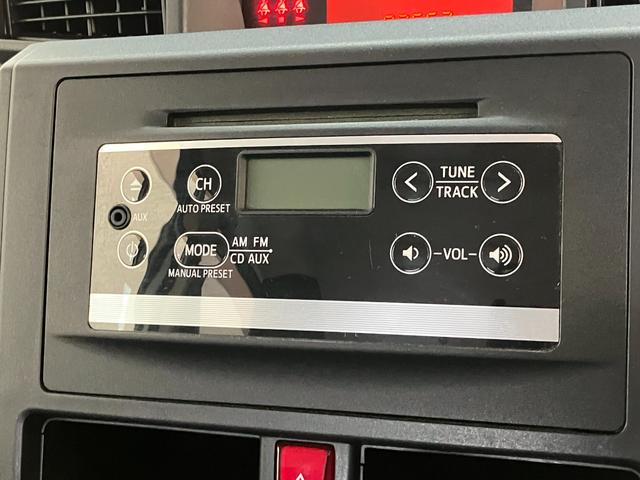 CH
AUTO PRESET
AUX
MODE
AM FM
CD AUX
MANUAL PRESET
TUNE
TRACK
VOL